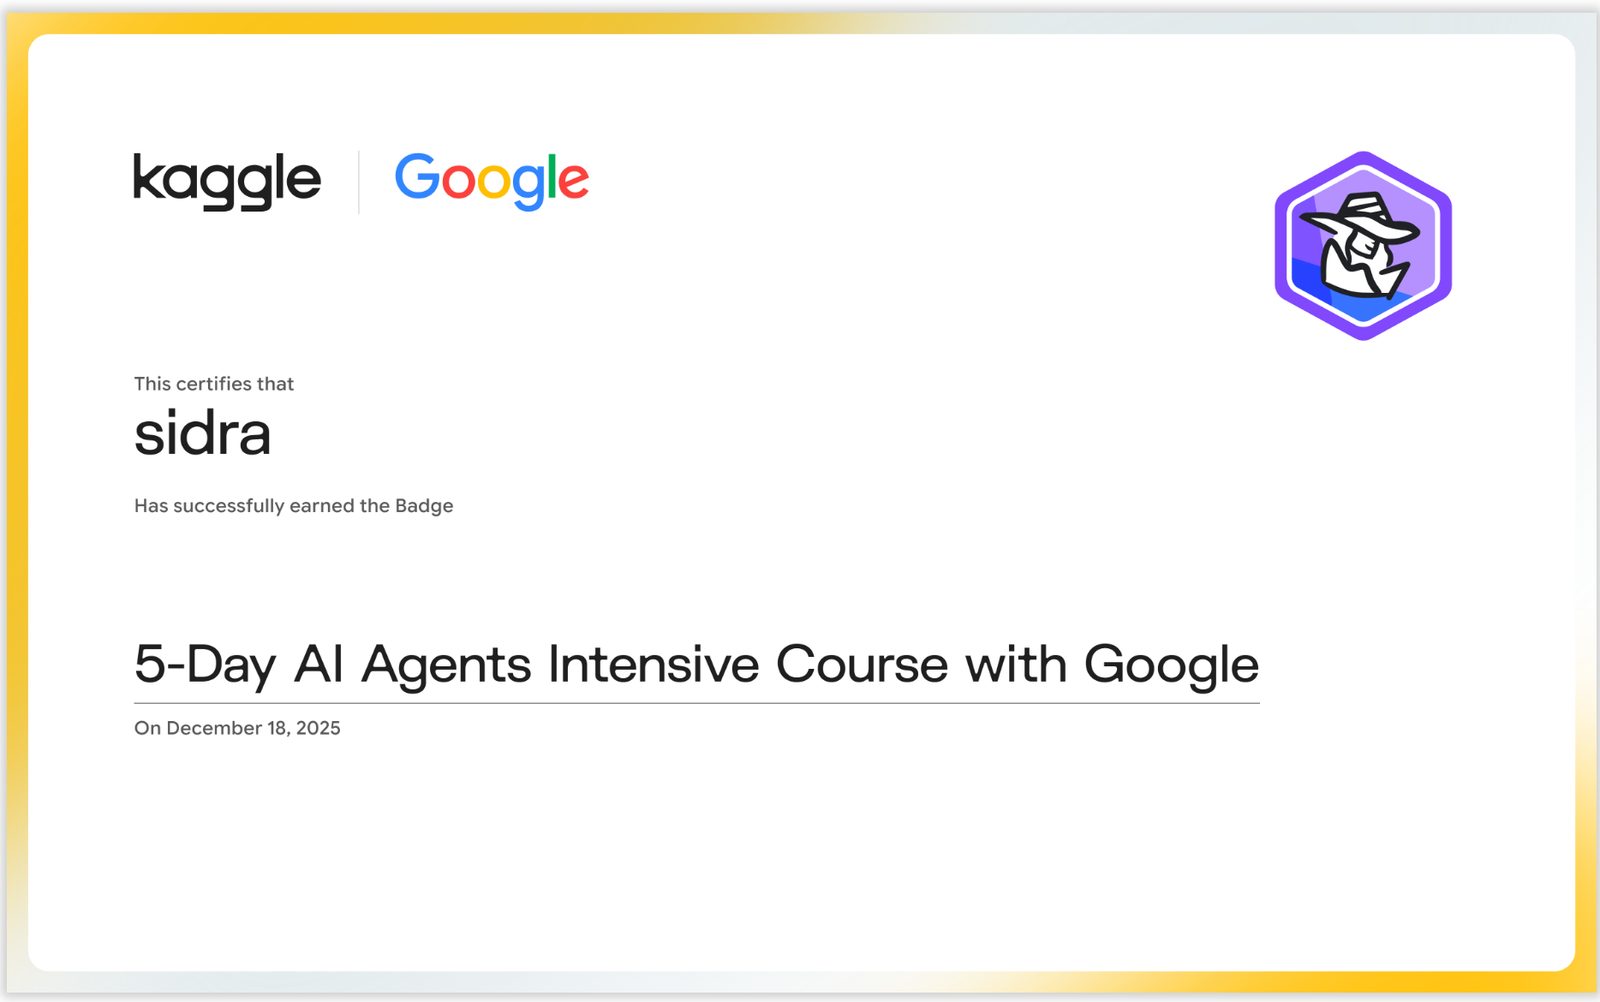 kaggle
Google
This certifies that
sidra
Has successfully earned the Badge
5-Day AI Agents Intensive Course with Google
On December 18, 2025